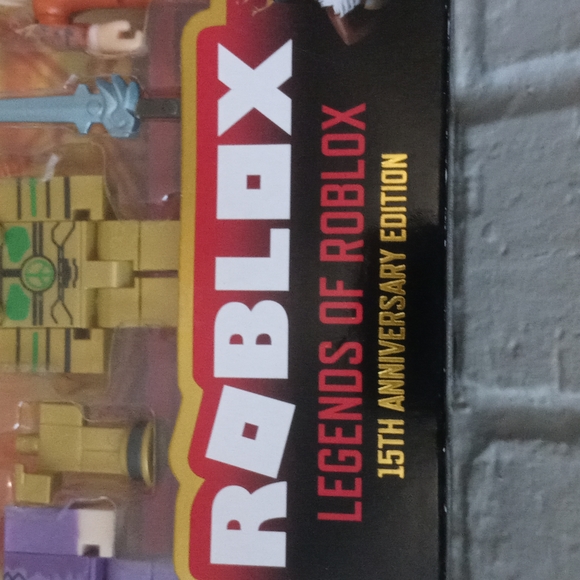 ROBLOX
LEGENDS OF ROBLOX
15TH ANNIVERSARY EDITION